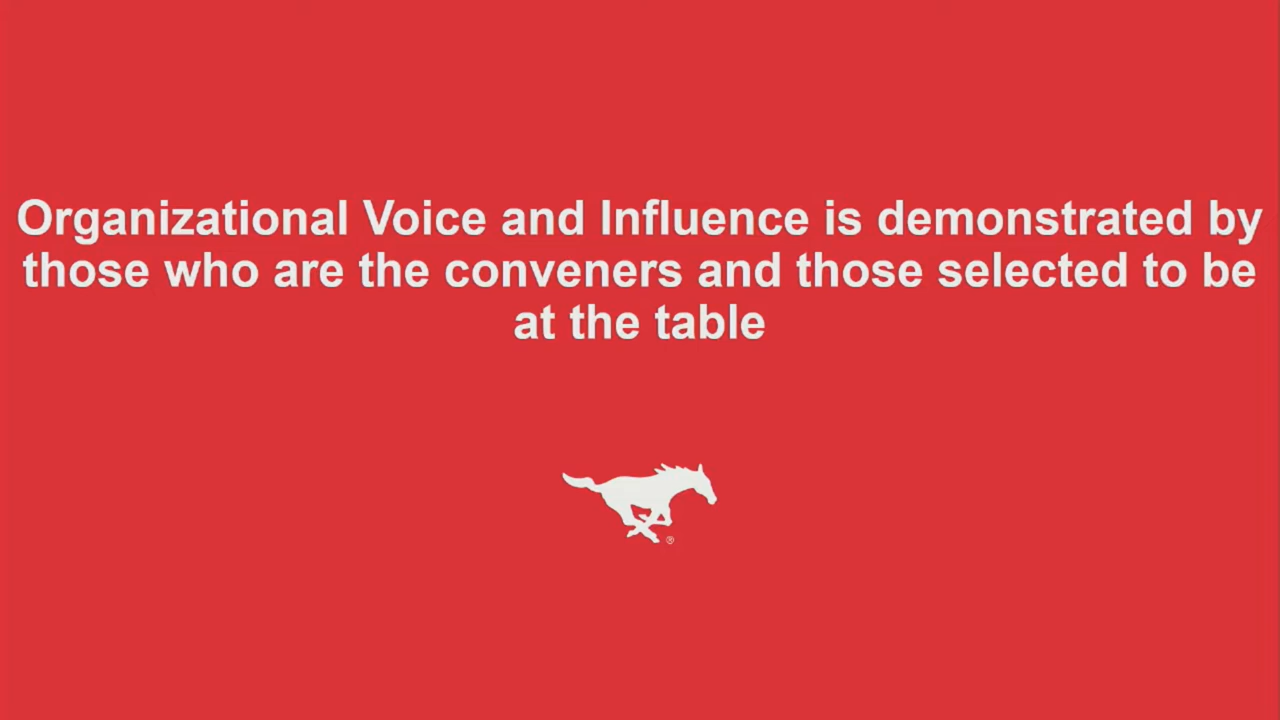 Organizational Voice and Influence is demonstrated by
those who are the conveners and those selected to be
at the table
®